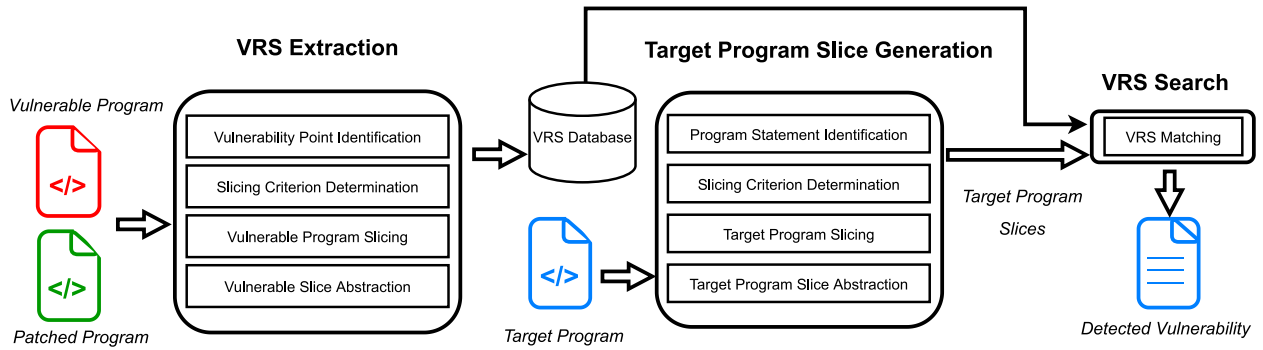 VRS Extraction
Vulnerable Program
</>
</>
Patched Program
Vulnerability Point Identification
Slicing Criterion Determination
Vulnerable Program Slicing
Vulnerable Slice Abstraction
VRS Database
</>
Target Program
Target Program Slice Generation
Program Statement Identification
Slicing Criterion Determination
Target Program Slicing
Target Program Slice Abstraction
Target Program
Slices
VRS Search
VRS Matching
Detected Vulnerability